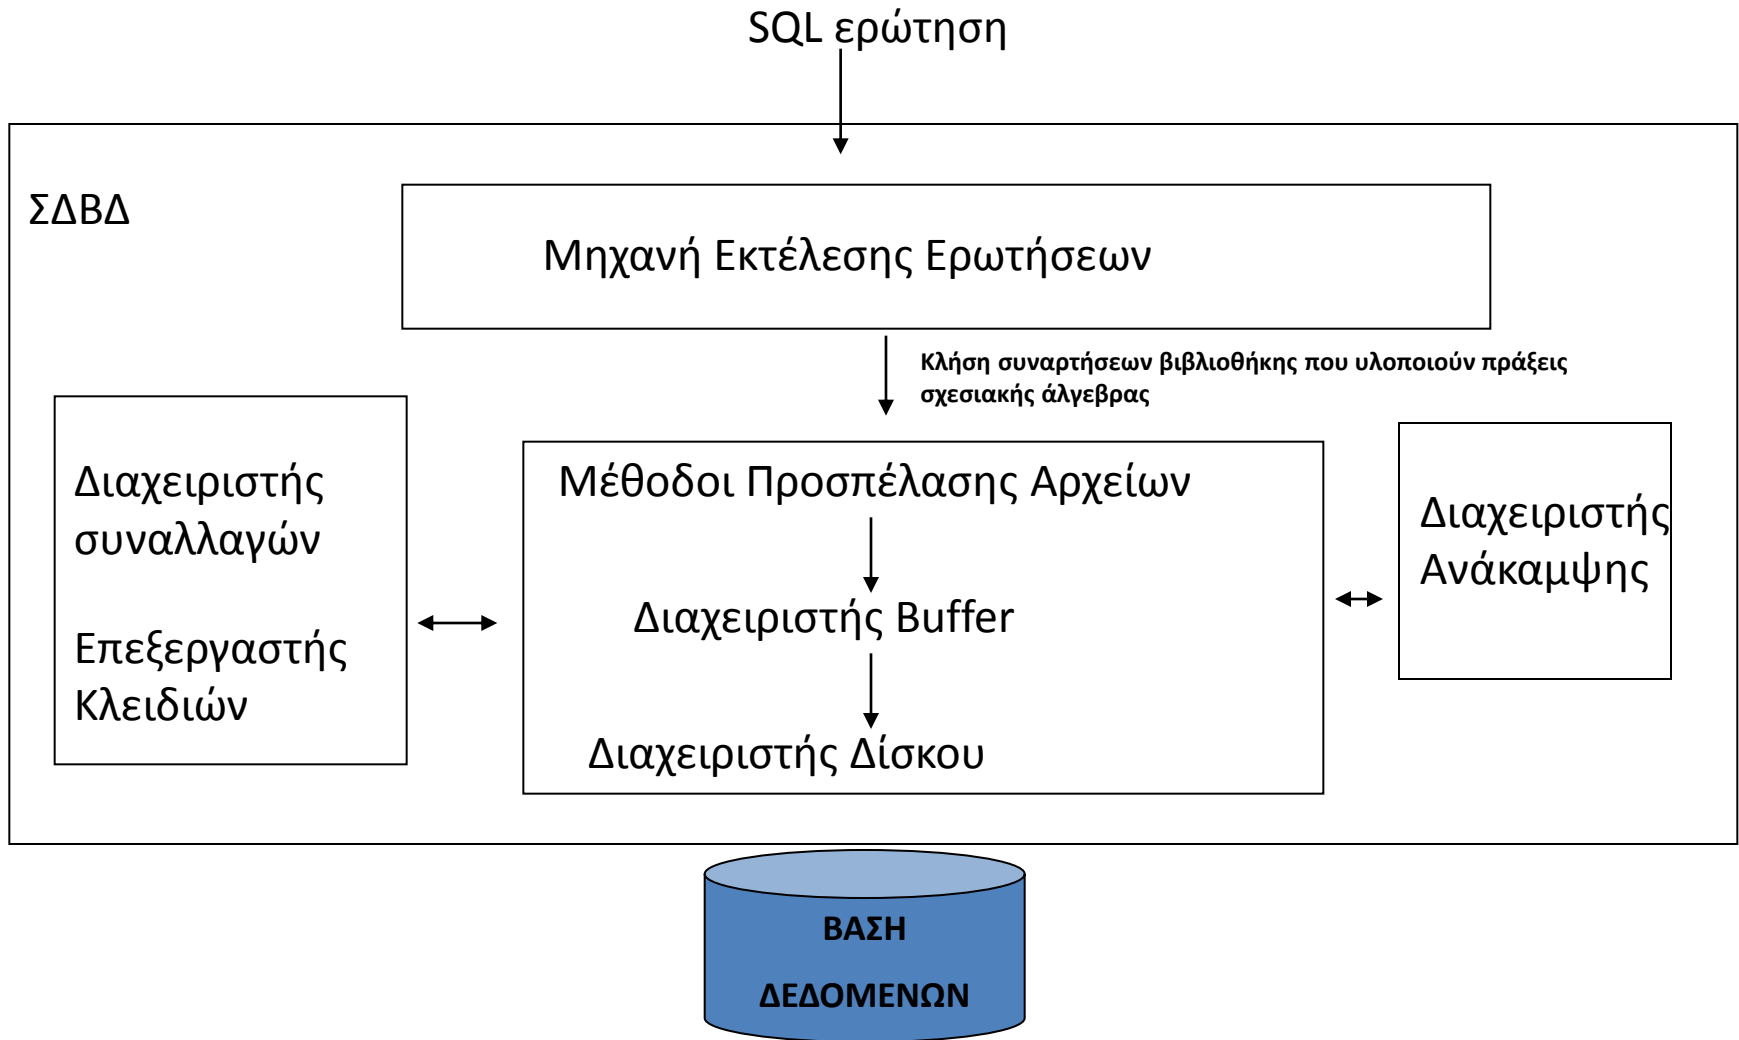 SQL ερώτηση
ΣΔΒΔ
Μηχανή Εκτέλεσης Ερωτήσεων
Κλήση συναρτήσεων βιβλιοθήκης που υλοποιούν πράξεις
σχεσιακής άλγεβρας
Διαχειριστής
συναλλαγών
Επεξεργαστής
Κλειδιών
Μέθοδοι Προσπέλασης Αρχείων
Διαχειριστής Buffer
Διαχειριστής Δίσκου
Διαχειριστής
Ανάκαμψης
ΒΑΣΗ
ΔΕΔΟΜΕΝΩΝ